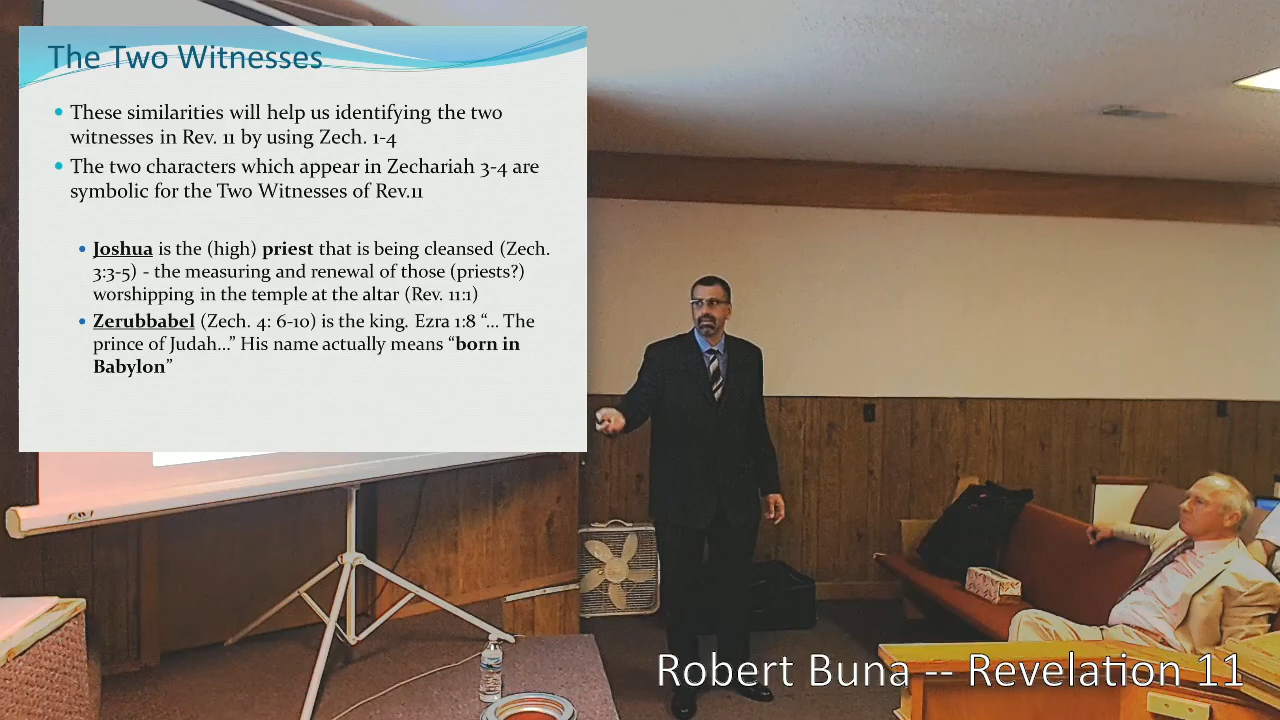 The Two Witnesses
• These similarities will help us identifying the two
witnesses in Rev. 11 by using Zech. 1-4
• The two characters which appear in Zechariah 3-4 are
symbolic for the Two Witnesses of Rev.11
• Joshua is the (high) priest that is being cleansed (Zech.
3:3-5) - the measuring and renewal of those (priests?)
worshipping in the temple at the altar (Rev. 11:1)
• Zerubbabel (Zech. 4: 6-10) is the king. Ezra 1:8 “... The
prince of Judah...” His name actually means “born in
Babylon”
Robert Buna -- Revelation 11